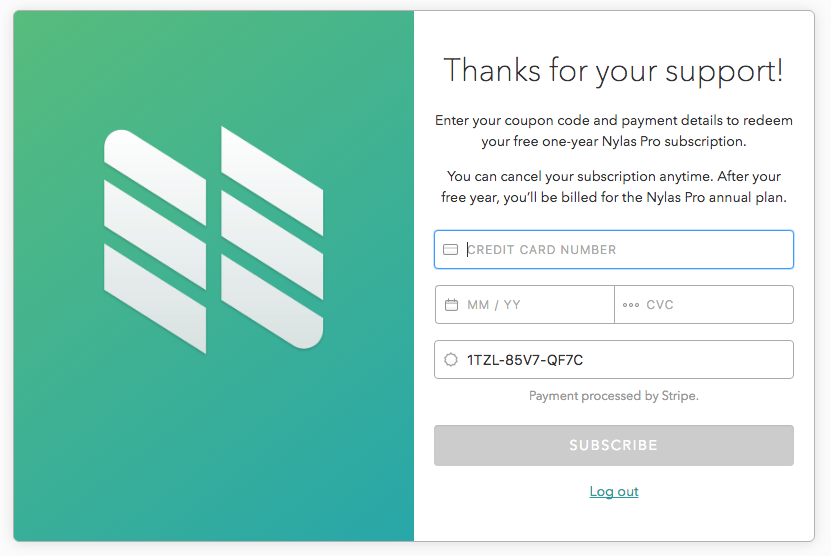 Thanks for your support!
Enter your coupon code and payment details to redeem
your free one-year Nylas Pro subscription.
You can cancel your subscription anytime. After your
free year, you’ll be billed for the Nylas Pro annual plan.
CREDIT CARD NUMBER
MM / YY
CVC
1TZL-85V7-QF7C
Payment processed by Stripe.
SUBSCRIBE
Log out